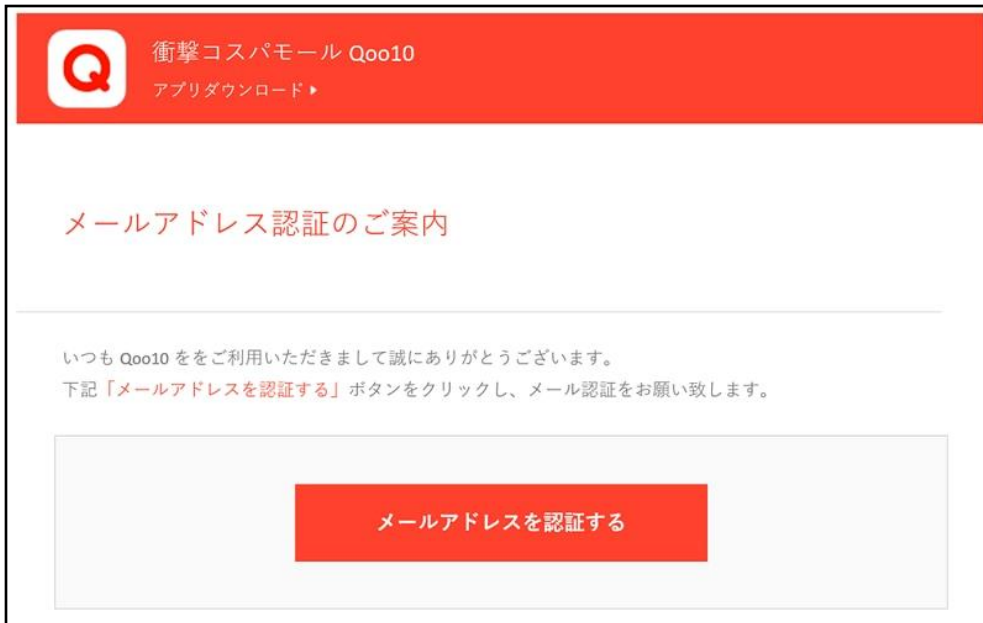 Q
衝撃コスパモール Qoo10
アプリダウンロード ▶
メールアドレス認証のご案内
いつも Qoo10 ををご利用いただきまして誠にありがとうございます。
下記「メールアドレスを認証する」ボタンをクリックし、メール認証をお願い致します。
メールアドレスを認証する